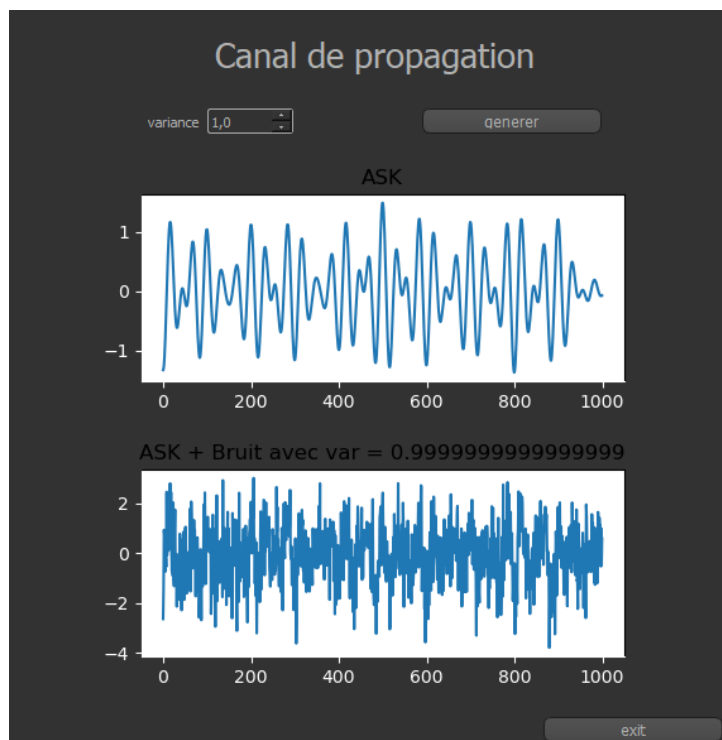 Canal de propagation
variance 1,0 generer
ASK
1
0
−1
0 200 400 600 800 1000
ASK + Bruit avec var = 0.9999999999999999
2
0
−2
−4
0 200 400 600 800 1000
exit